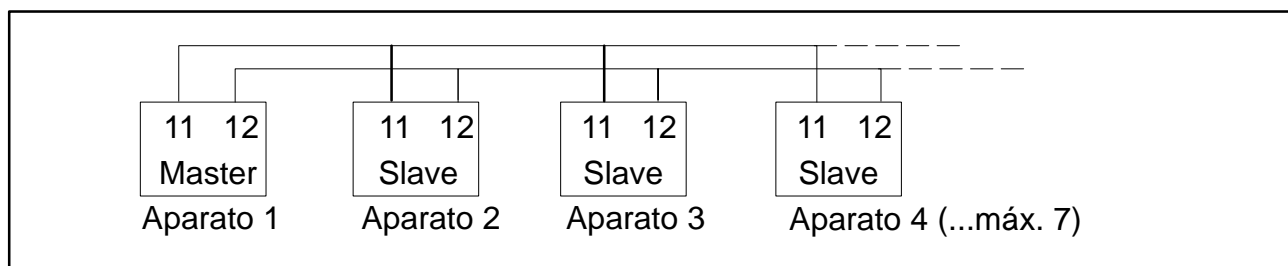 11 12 11 12 11 12 11 12
Master Slave Slave Slave
Aparato 1 Aparato 2 Aparato 3 Aparato 4 (...máx. 7)